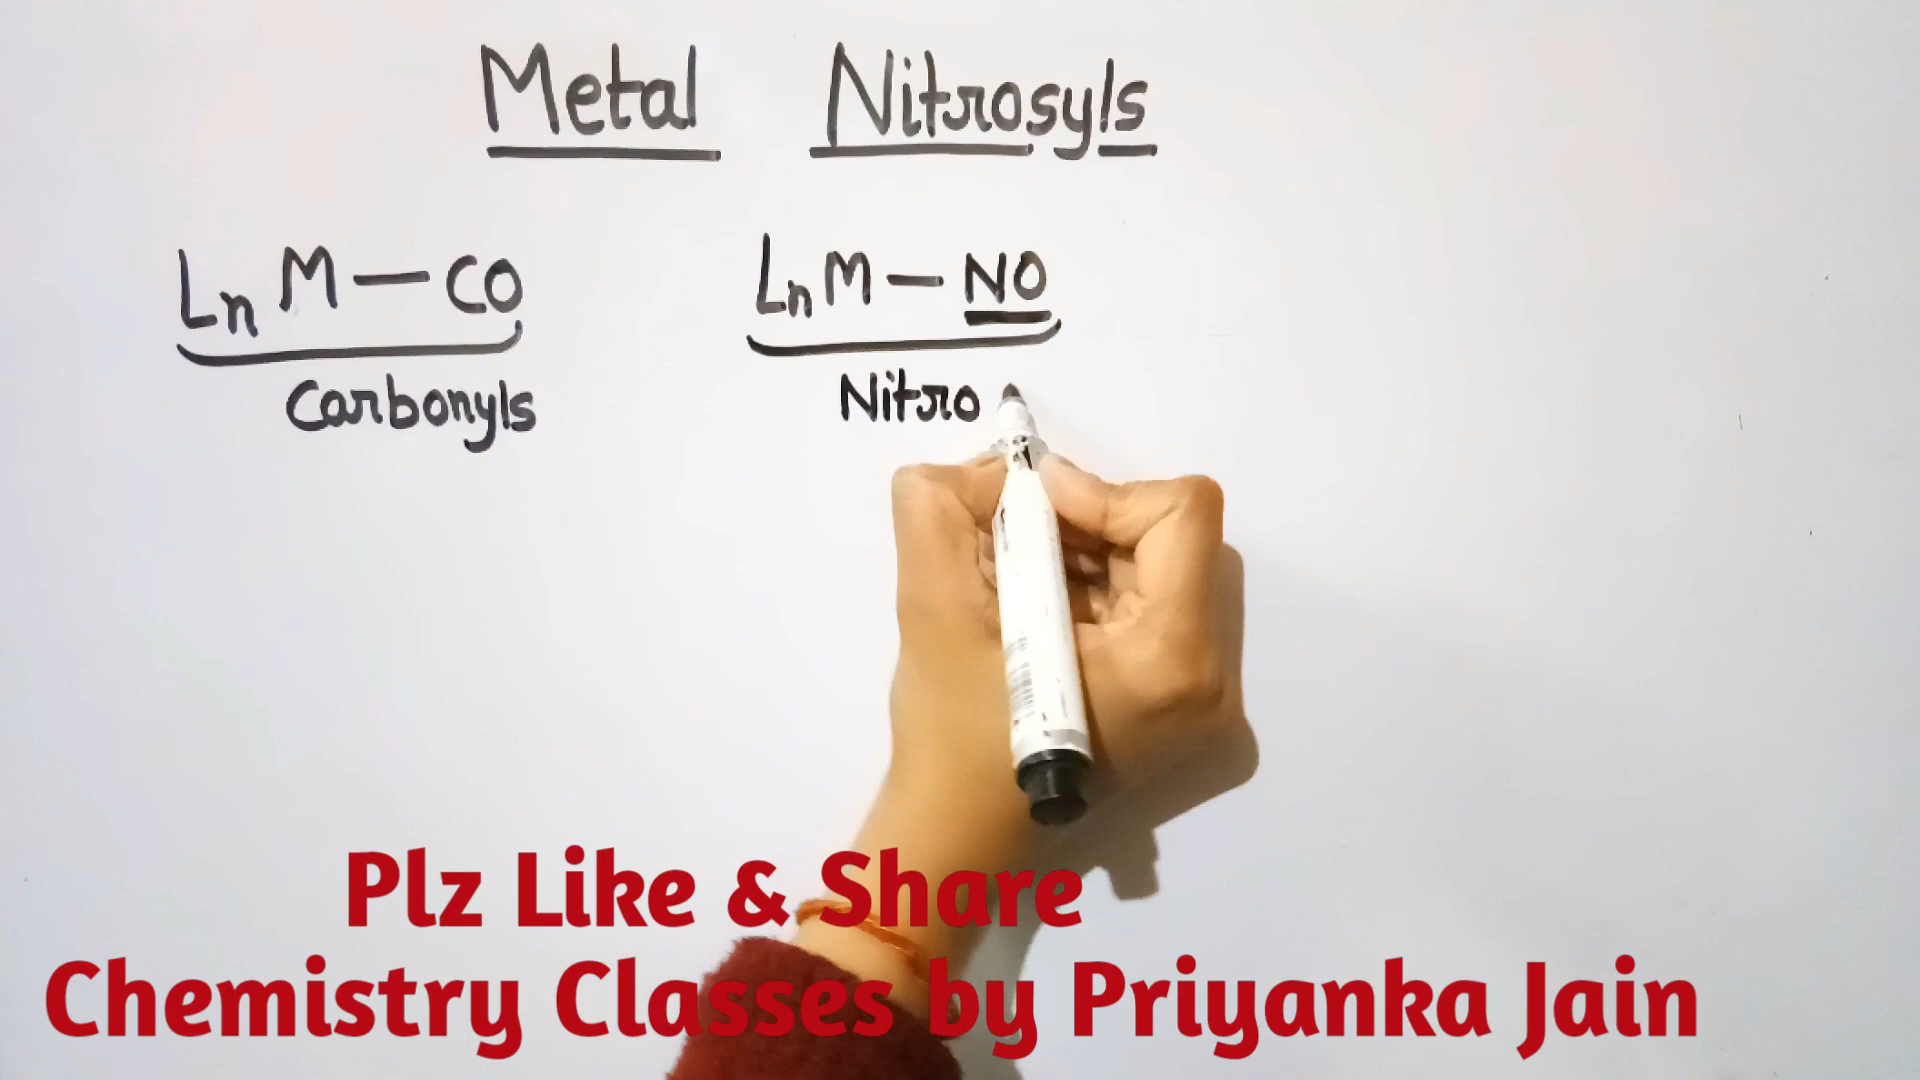 Metal Nitrosyls
LnM—CO LnM—NO
Carbonyls Nitro
Plz Like & Share
Chemistry Classes by Priyanka Jain